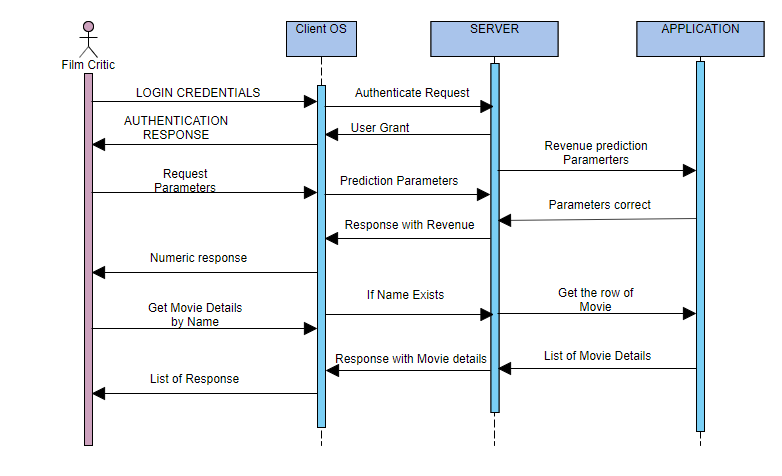 Client OS
SERVER
APPLICATION
Film Critic
LOGIN CREDENTIALS
Authenticate Request
AUTHENTICATION
RESPONSE
User Grant
Revenue prediction
Paramerters
Request
Parameters
Prediction Parameters
Parameters correct
Response with Revenue
Numeric response
If Name Exists
Get the row of
Movie
Get Movie Details
by Name
Response with Movie details
List of Movie Details
List of Response